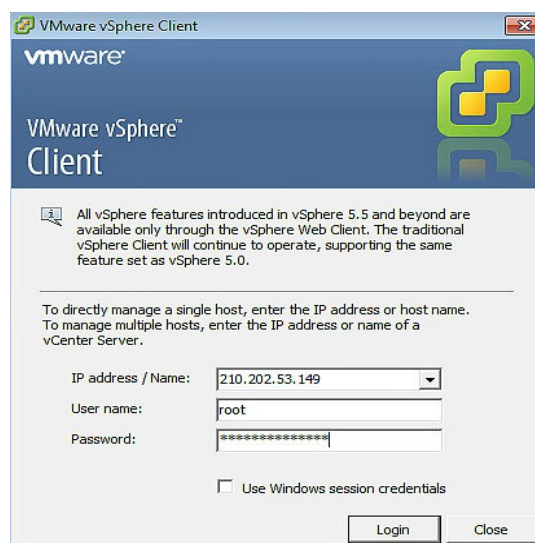 VMware vSphere Client
vmware
VMware vSphere™
Client
All vSphere features introduced in vSphere 5.5 and beyond are
available only through the vSphere Web Client. The traditional
vSphere Client will continue to operate, supporting the same
feature set as vSphere 5.0.
To directly manage a single host, enter the IP address or host name.
To manage multiple hosts, enter the IP address or name of a
vCenter Server.
IP address / Name: 210.202.53.149
User name: root
Password: **************
Use Windows session credentials
Login Close